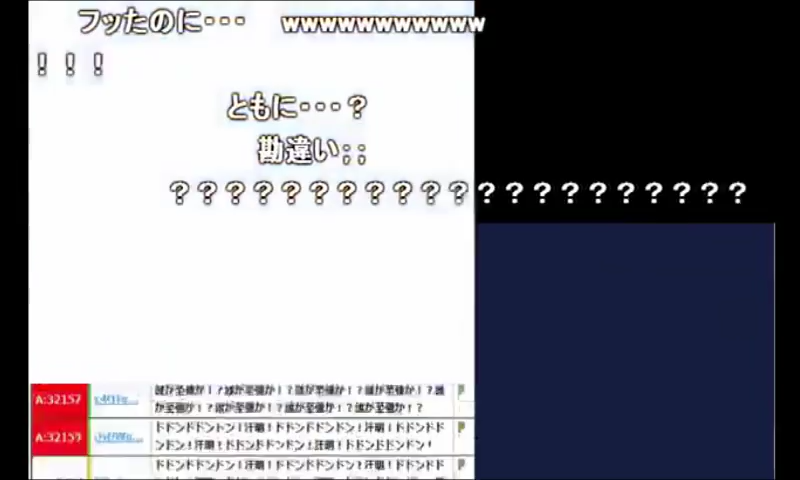 フッたのに・・・ wwwwwwwwwwww
！！！
ともに・・・？
勘違い；；
？？？？？？？？？？？？？？？？？？？？？
A:32157
誰が至強か！？誰が至強か！？誰が至強か！？誰が至強か！？誰
が至強か！？誰が至強か！？誰が至強か！？誰が至強か！？
A:32159
ドドンドンドン！汗明！ドドンドドンドン！汗明！ドドンドド
ンドン！汗明！ドドンドドンドン！汗明！ドドンドドンドン！
ドドンドドンドン！汗明！ドドンドドンドン？汗明！ドドンドド